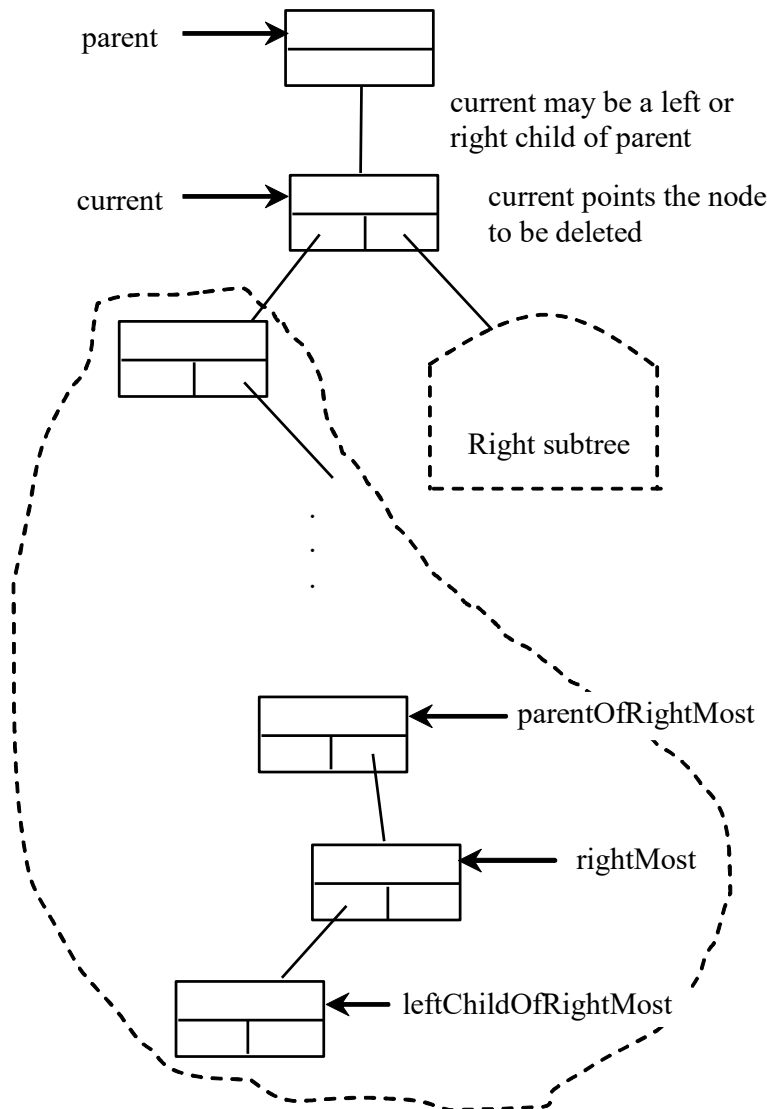 parent
current may be a left or
right child of parent
current
current points the node
to be deleted
Right subtree
.
.
.
parentOfRightMost
rightMost
leftChildOfRightMost